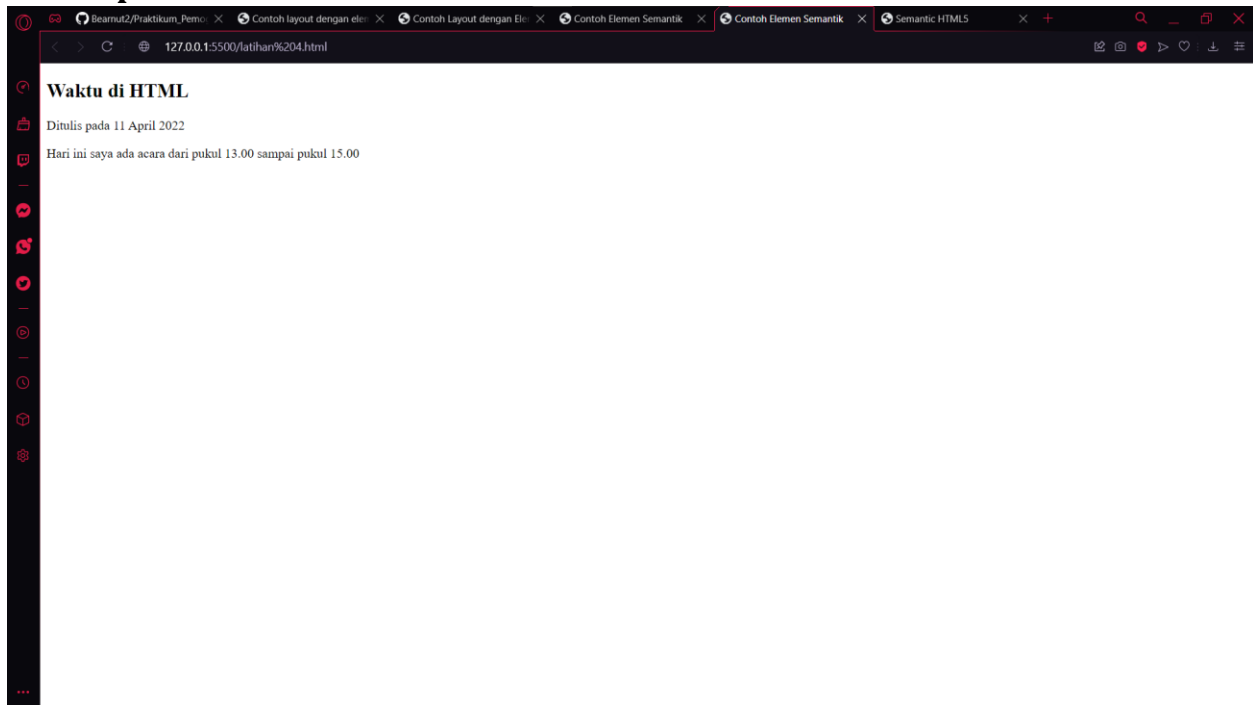 Bearnut2/Praktikum_Pemo
Contoh layout dengan ele
Contoh Layout dengan Ele
Contoh Elemen Semantik
Contoh Elemen Semantik
Semantic HTML5
127.0.0.1:5500/latihan%204.html
Waktu di HTML
Ditulis pada 11 April 2022
Hari ini saya ada acara dari pukul 13.00 sampai pukul 15.00